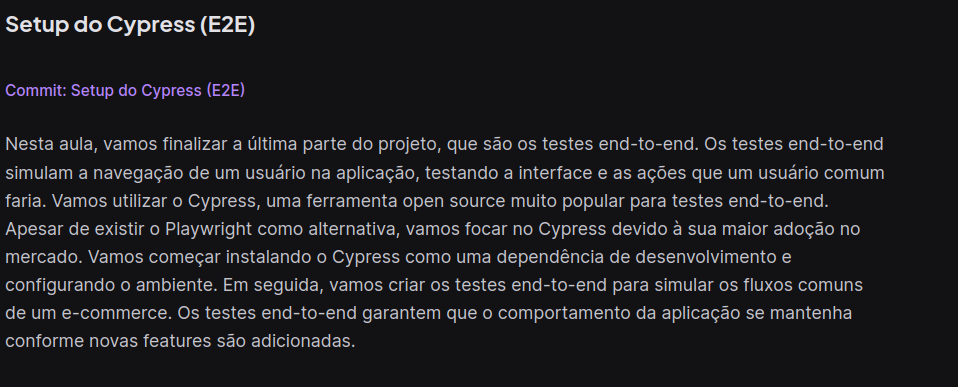 Setup do Cypress (E2E)
Commit: Setup do Cypress (E2E)
Nesta aula, vamos finalizar a última parte do projeto, que são os testes end-to-end. Os testes end-to-end
simulam a navegação de um usuário na aplicação, testando a interface e as ações que um usuário comum
faria. Vamos utilizar o Cypress, uma ferramenta open source muito popular para testes end-to-end.
Apesar de existir o Playwright como alternativa, vamos focar no Cypress devido à sua maior adoção no
mercado. Vamos começar instalando o Cypress como uma dependência de desenvolvimento e
configurando o ambiente. Em seguida, vamos criar os testes end-to-end para simular os fluxos comuns
de um e-commerce. Os testes end-to-end garantem que o comportamento da aplicação se mantenha
conforme novas features são adicionadas.